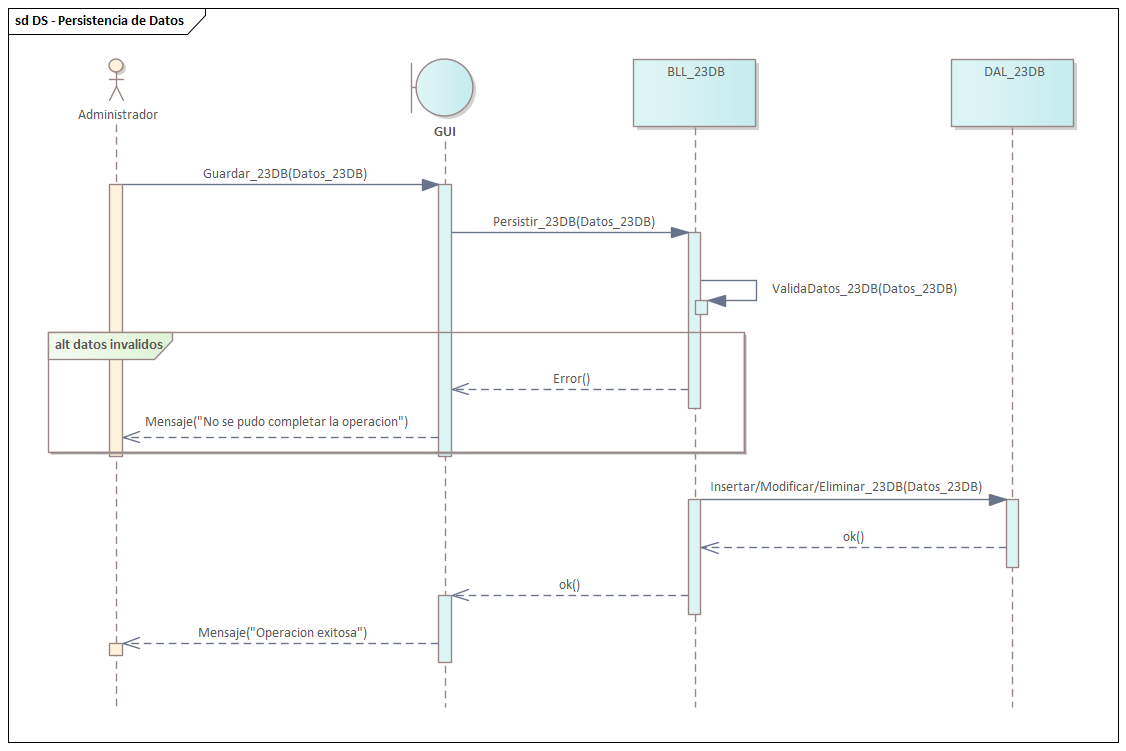 sd DS - Persistencia de Datos
Administrador
GUI
BLL_23DB
DAL_23DB
Guardar_23DB(Datos_23DB)
Persistir_23DB(Datos_23DB)
ValidaDatos_23DB(Datos_23DB)
alt datos invalidos
Error()
Mensaje("No se pudo completar la operacion")
Insertar/Modificar/Eliminar_23DB(Datos_23DB)
ok()
ok()
Mensaje("Operacion exitosa")